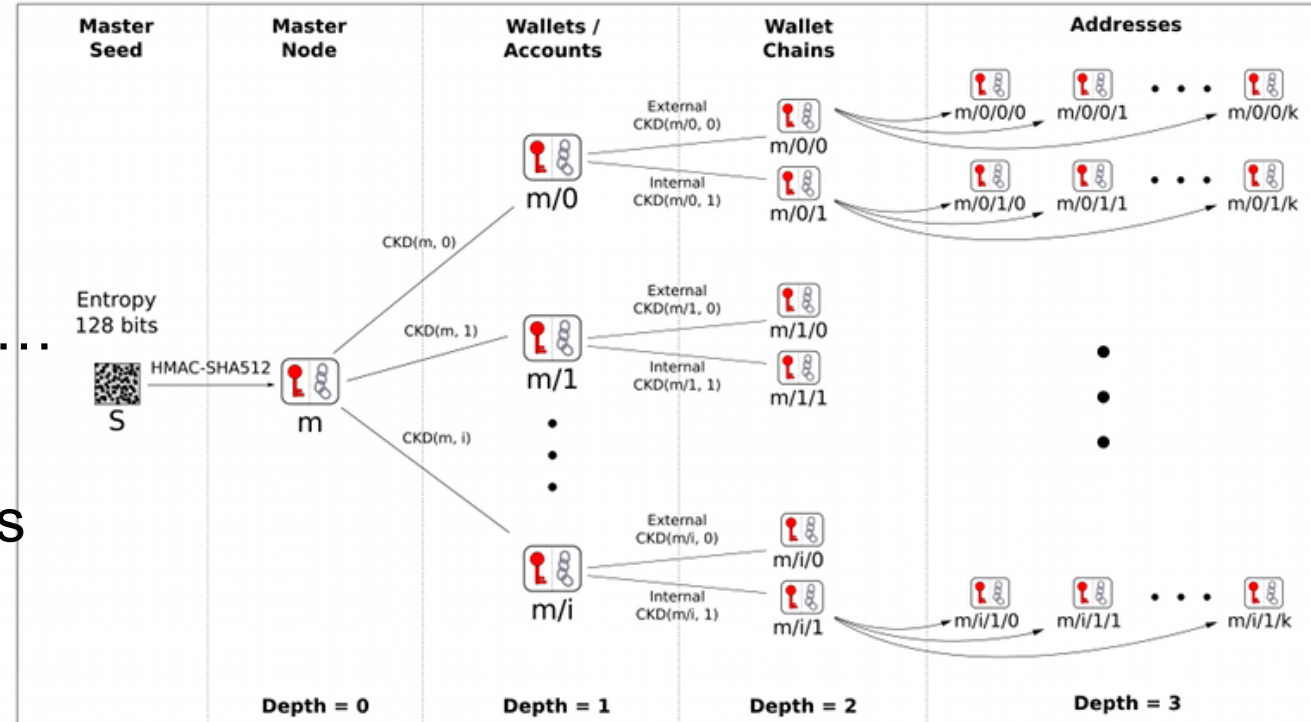 Master
Seed
Master
Node
Wallets /
Accounts
Wallet
Chains
Addresses
Entropy
128 bits
...
HMAC-SHA512
S
m
CKD(m, 0)
CKD(m, 1)
CKD(m, i)
m/0
m/1
m/i
External
CKD(m/0, 0)
Internal
CKD(m/0, 1)
External
CKD(m/1, 0)
Internal
CKD(m/1, 1)
External
CKD(m/i, 0)
Internal
CKD(m/i, 1)
m/0/0
m/0/1
m/1/0
m/1/1
m/i/0
m/i/1
m/0/0/0 m/0/0/1 m/0/0/k
m/0/1/0 m/0/1/1 m/0/1/k
m/i/1/0 m/i/1/1 m/i/1/k
s
Depth = 0
Depth = 1
Depth = 2
Depth = 3